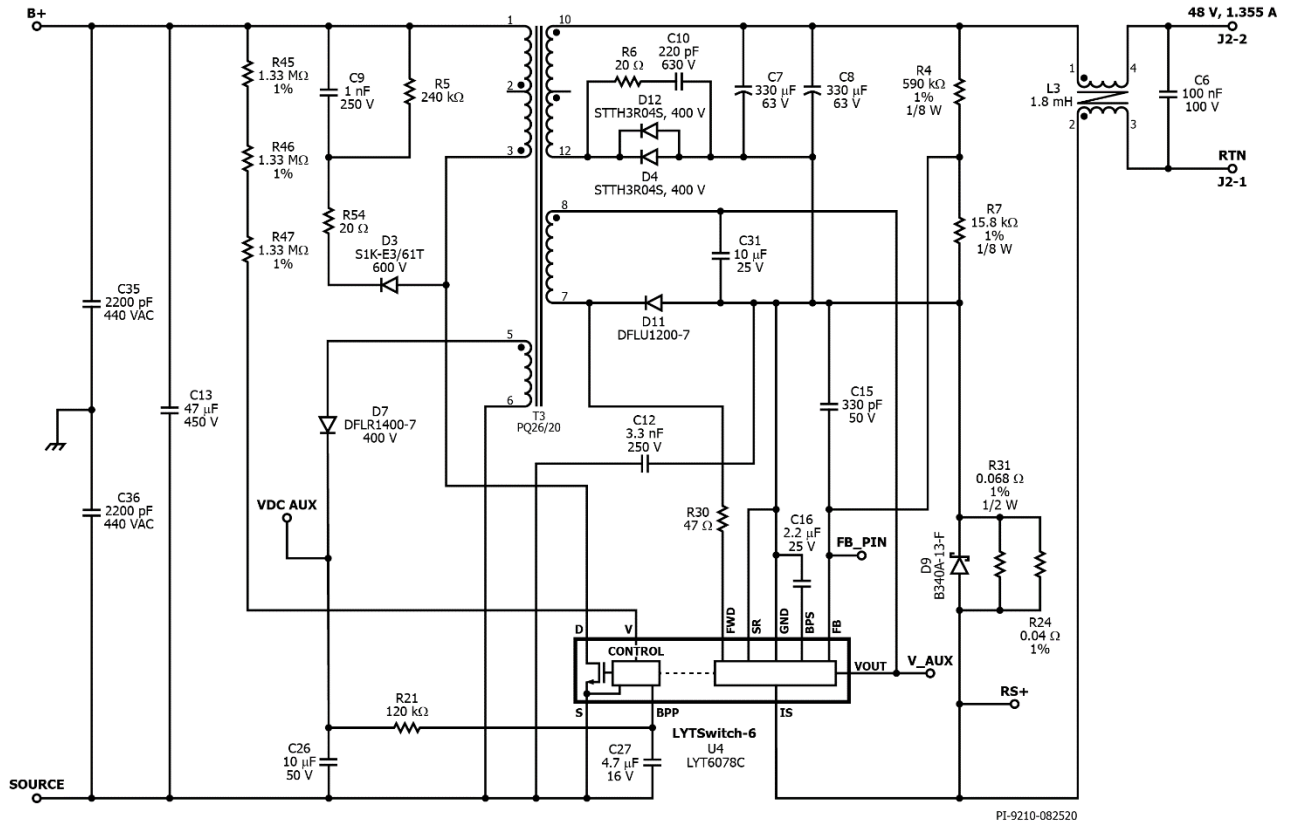 B+
48 V, 1.355 A
J2-2
1
10
R45
1.33 MΩ
1%
C9
1 nF
250 V
R5
240 kΩ
2
R6
20 Ω
C10
220 pF
630 V
D12
STTH3R04S, 400 V
C7
330 µF
63 V
C8
330 µF
63 V
R4
590 kΩ
1%
1/8 W
1
4
L3
1.8 mH
2
3
C6
100 nF
100 V
R46
1.33 MΩ
1%
3
12
D4
STTH3R04S, 400 V
RTN
J2-1
R54
20 Ω
R47
1.33 MΩ
1%
D3
S1K-E3/61T
600 V
8
C31
10 µF
25 V
R7
15.8 kΩ
1%
1/8 W
7
D11
DFLU1200-7
C35
2200 pF
440 VAC
5
6
T3
PQ26/20
C13
47 µF
450 V
D7
DFLR1400-7
400 V
C12
3.3 nF
250 V
C15
330 pF
50 V
C36
2200 pF
440 VAC
VDC AUX
R30
47 Ω
C16
2.2 µF
25 V
FB_PIN
D9
B340A-13-F
R31
0.068 Ω
1%
1/2 W
R24
0.04 Ω
1%
D
V
FWD
SR
GND
BPS
FB
CONTROL
VOUT
V_AUX
S
BPP
IS
RS+
R21
120 kΩ
LYTSwitch-6
U4
LYT6078C
C26
10 µF
50 V
C27
4.7 µF
16 V
SOURCE
PI-9210-082520